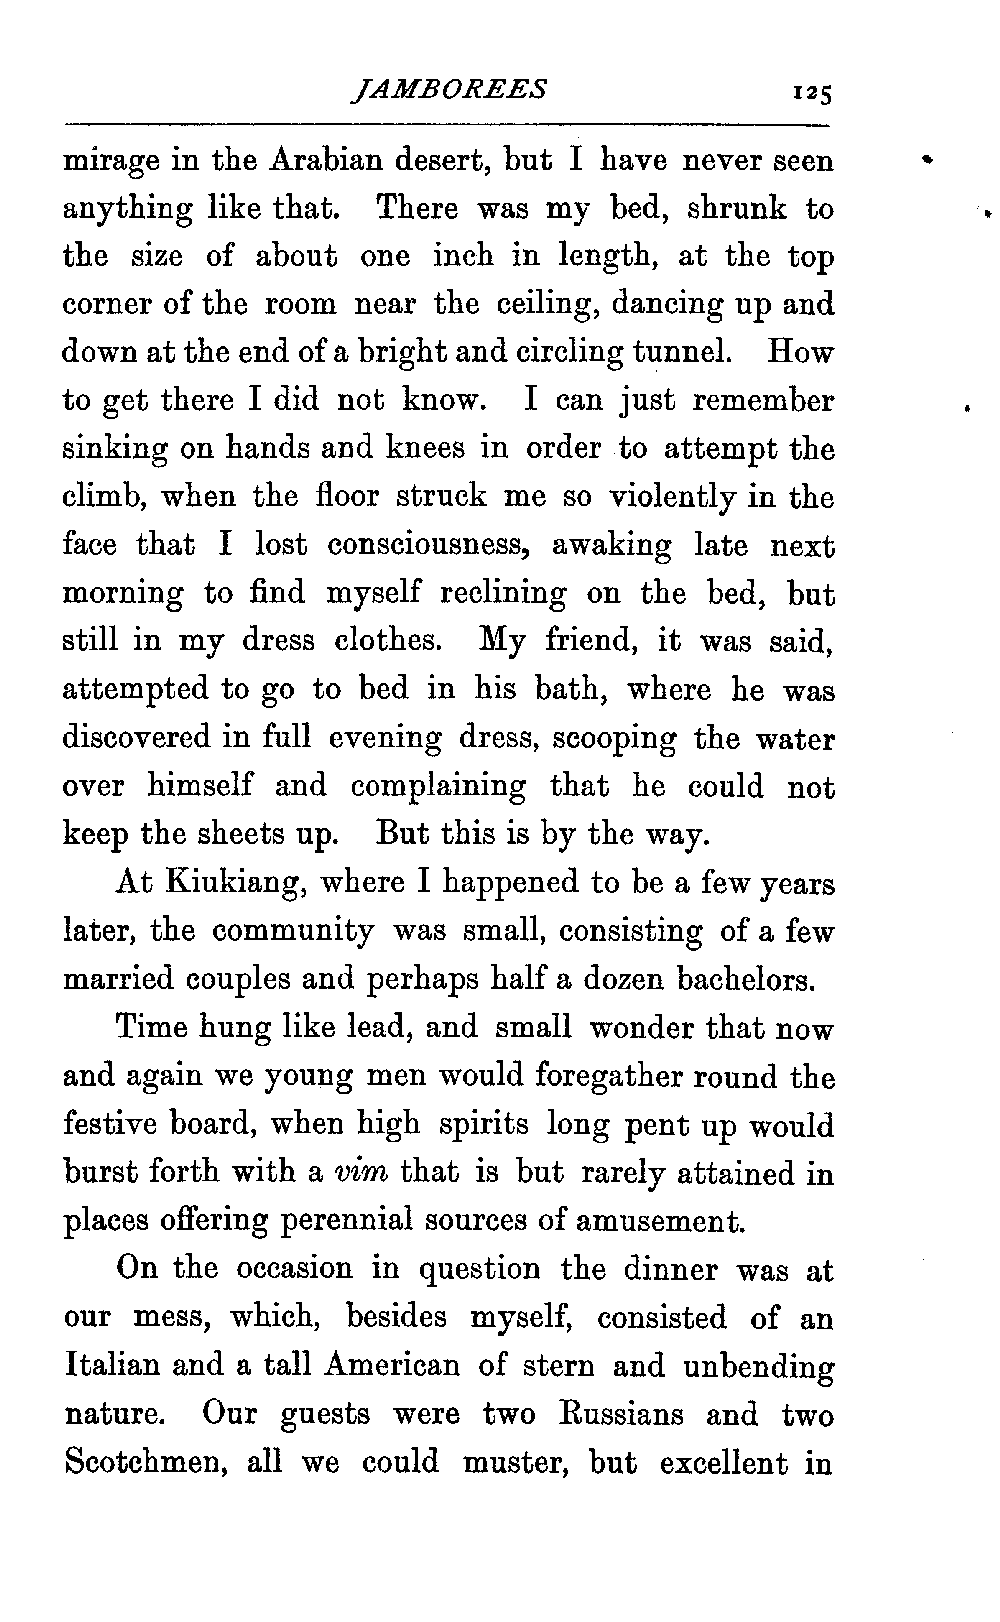 JAMBOREES 125
mirage in the Arabian desert, but I have never seen
anything like that. There was my bed, shrunk to
the size of about one inch in length, at the top
corner of the room near the ceiling, dancing up and
down at the end of a bright and circling tunnel. How
to get there I did not know. I can just remember
sinking on hands and knees in order to attempt the
climb, when the floor struck me so violently in the
face that I lost consciousness, awaking late next
morning to find myself reclining on the bed, but
still in my dress clothes. My friend, it was said,
attempted to go to bed in his bath, where he was
discovered in full evening dress, scooping the water
over himself and complaining that he could not
keep the sheets up. But this is by the way.
At Kiukiang, where I happened to be a few years
later, the community was small, consisting of a few
married couples and perhaps half a dozen bachelors.
Time hung like lead, and small wonder that now
and again we young men would foregather round the
festive board, when high spirits long pent up would
burst forth with a vim that is but rarely attained in
places offering perennial sources of amusement.
On the occasion in question the dinner was at
our mess, which, besides myself, consisted of an
Italian and a tall American of stern and unbending
nature. Our guests were two Russians and two
Scotchmen, all we could muster, but excellent in